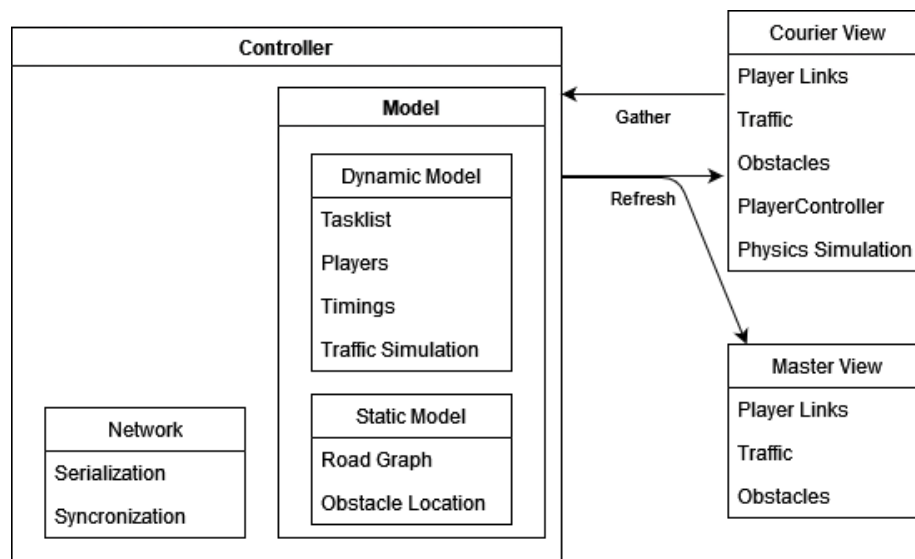 Controller
Model
Dynamic Model
Tasklist
Players
Timings
Traffic Simulation
Static Model
Road Graph
Obstacle Location
Network
Serialization
Syncronization
Gather
Refresh
Courier View
Player Links
Traffic
Obstacles
PlayerController
Physics Simulation
Master View
Player Links
Traffic
Obstacles